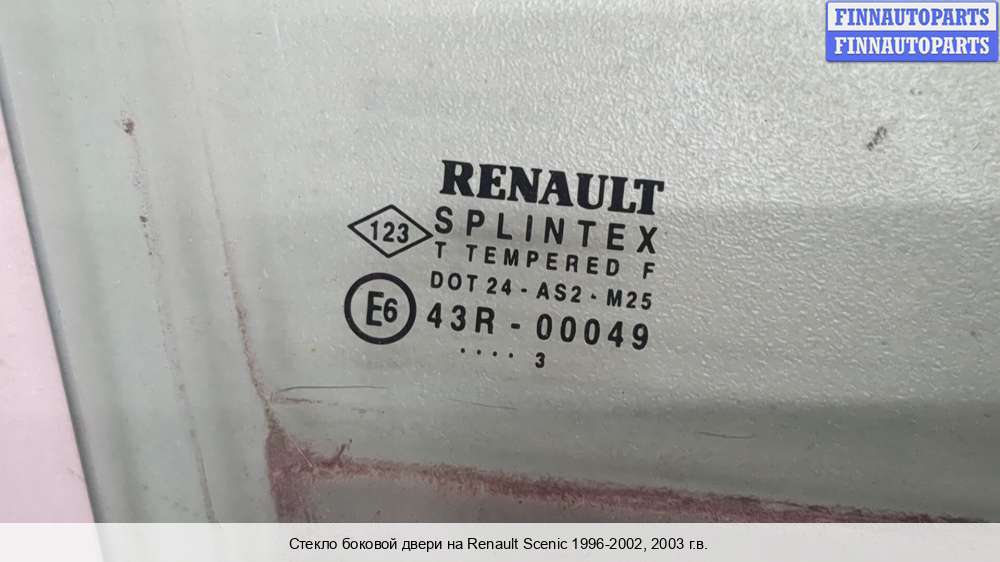 FINNAUTOPARTS
FINNAUTOPARTS
RENAULT
123 SPLINTEX
T TEMPERED F
DOT 24 - AS2 - M25
E6 43R - 00049
.... 3
Стекло боковой двери на Renault Scenic 1996-2002, 2003 г.в.